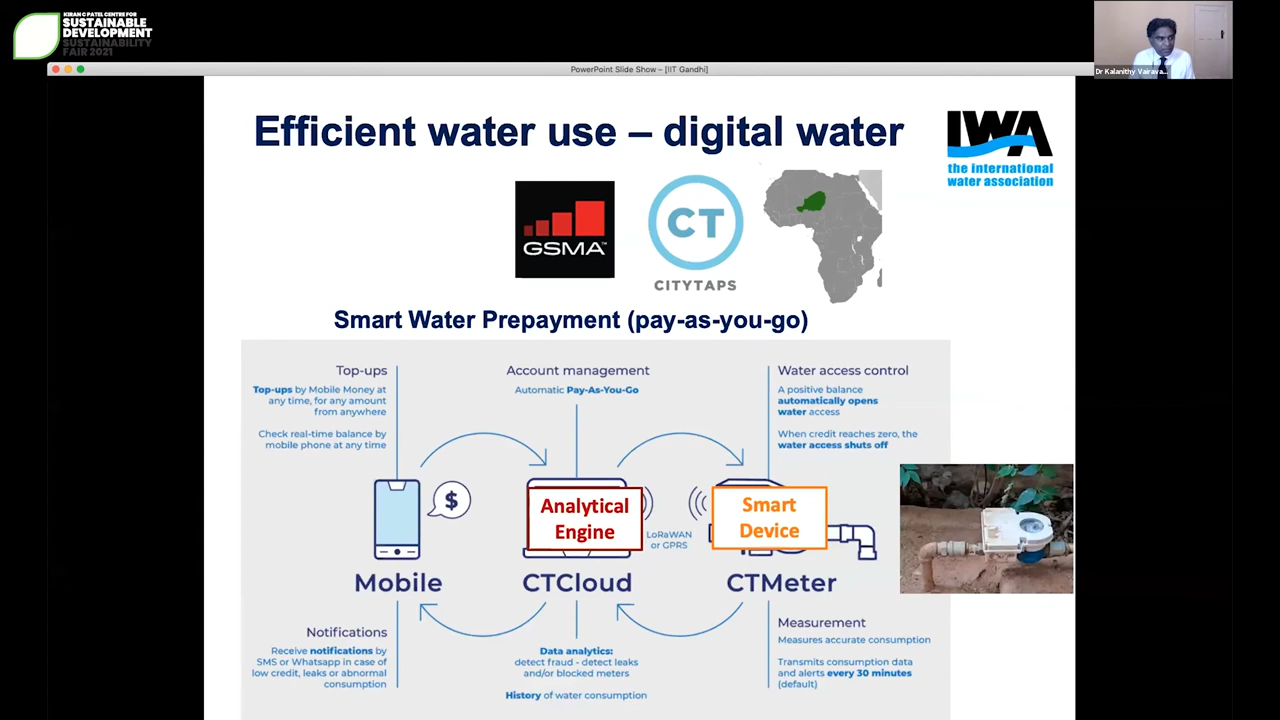 KIRAN C PATEL CENTRE FOR
SUSTAINABLE
DEVELOPMENT
SUSTAINABILITY
FAIR 2021
PowerPoint Slide Show – [IIT Gandhi]
Dr Kalanithy Vairava...
Efficient water use – digital water
IWA
the international
water association
GSMA™
CT
CITYTAPS
Smart Water Prepayment (pay-as-you-go)
Top-ups
Top-ups by Mobile Money at
any time, for any amount
from anywhere
Check real-time balance by
mobile phone at any time
Account management
Automatic Pay-As-You-Go
Water access control
A positive balance
automatically opens
water access
When credit reaches zero, the
water access shuts off
$
Analytical
Engine
LoRaWAN
or GPRS
Smart
Device
Mobile
CTCloud
CTMeter
Notifications
Receive notifications by
SMS or Whatsapp in case of
low credit, leaks or abnormal
consumption
Data analytics:
detect fraud - detect leaks
and/or blocked meters
History of water consumption
Measurement
Measures accurate consumption
Transmits consumption data
and alerts every 30 minutes
(default)